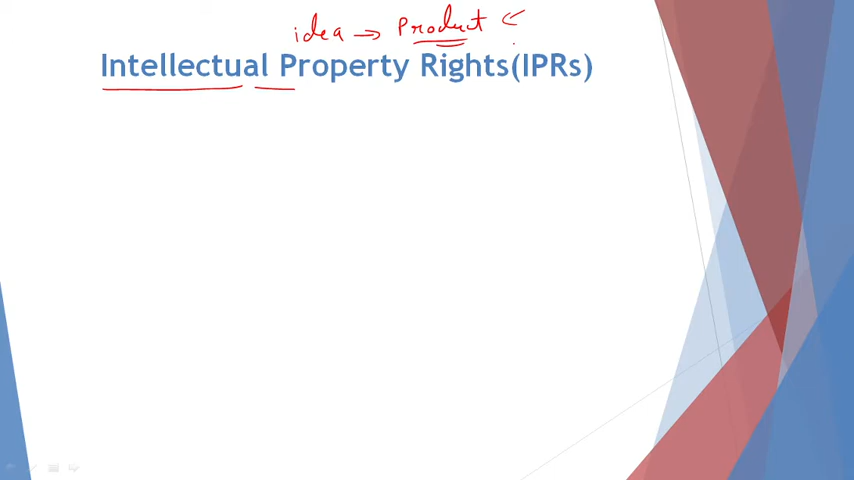 idea → Product ←
Intellectual Property Rights(IPRs)